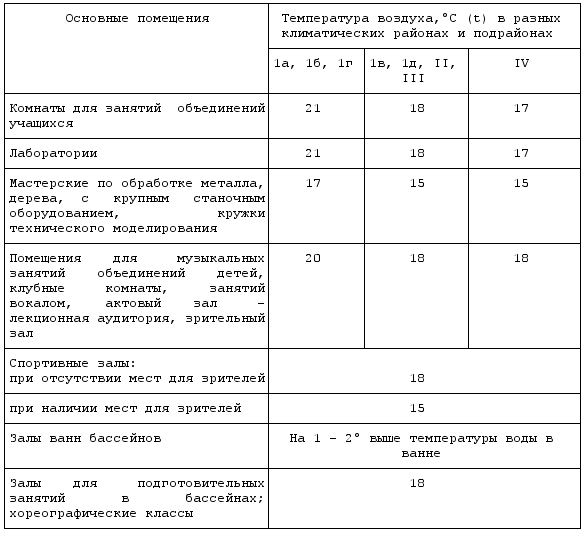 Основные помещения
Температура воздуха,°С (t) в разных
климатических районах и подрайонах
1а, 1б, 1г
1в, 1д, II,
III
IV
Комнаты для занятий объединений
учащихся
21
18
17
Лаборатории
21
18
17
Мастерские по обработке металла,
дерева, с крупным станочным
оборудованием, кружки
технического моделирования
17
15
15
Помещения для музыкальных
занятий объединений детей,
клубные комнаты, занятий
вокалом, актовый зал –
лекционная аудитория, зрительный
зал
20
18
18
Спортивные залы:
при отсутствии мест для зрителей
18
при наличии мест для зрителей
15
Залы ванн бассейнов
На 1 – 2° выше температуры воды в
ванне
Залы для подготовительных
занятий в бассейнах;
хореографические классы
18